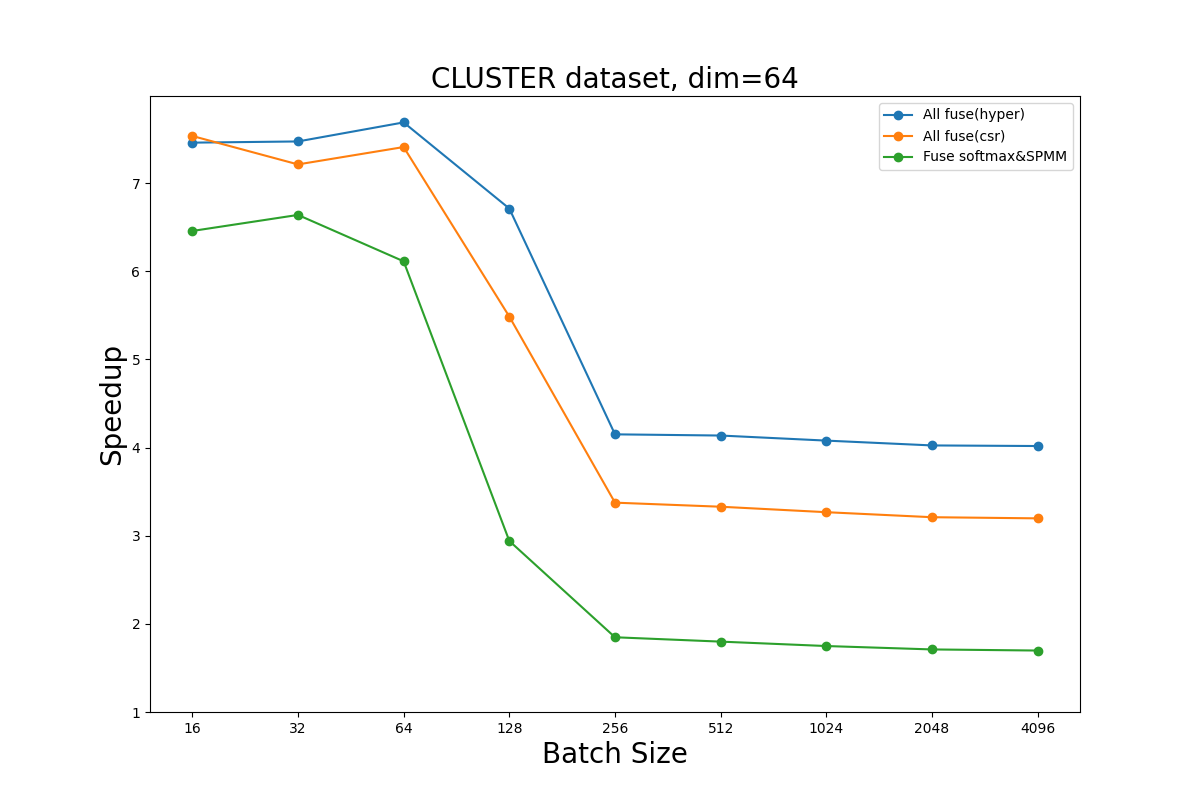 CLUSTER dataset, dim=64
All fuse(hyper)
All fuse(csr)
Fuse softmax&SPMM
Speedup
7
6
5
4
3
2
1
16 32 64 128 256 512 1024 2048 4096
Batch Size